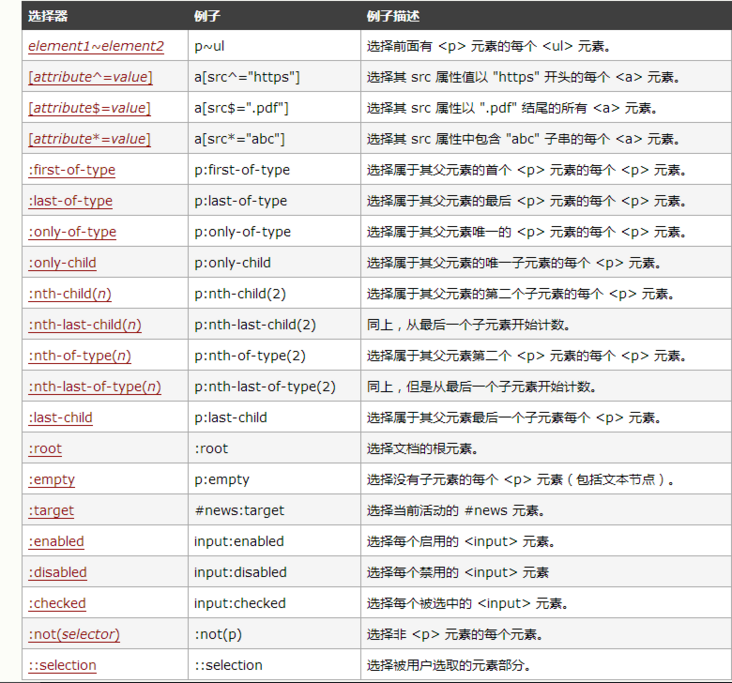 选择器 例子 例子描述
element1~element2 p~ul 选择前面有 <p> 元素的每个 <ul> 元素。
[attribute^=value] a[src^="https"] 选择其 src 属性值以 "https" 开头的每个 <a> 元素。
[attribute$=value] a[src$=".pdf"] 选择其 src 属性以 ".pdf" 结尾的所有 <a> 元素。
[attribute*=value] a[src*="abc"] 选择其 src 属性中包含 "abc" 子串的每个 <a> 元素。
:first-of-type p:first-of-type 选择属于其父元素的首个 <p> 元素的每个 <p> 元素。
:last-of-type p:last-of-type 选择属于其父元素的最后 <p> 元素的每个 <p> 元素。
:only-of-type p:only-of-type 选择属于其父元素唯一的 <p> 元素的每个 <p> 元素。
:only-child p:only-child 选择属于其父元素的唯一子元素的每个 <p> 元素。
:nth-child(n) p:nth-child(2) 选择属于其父元素的第二个子元素的每个 <p> 元素。
:nth-last-child(n) p:nth-last-child(2) 同上，从最后一个子元素开始计数。
:nth-of-type(n) p:nth-of-type(2) 选择属于其父元素第二个 <p> 元素的每个 <p> 元素。
:nth-last-of-type(n) p:nth-last-of-type(2) 同上，但是从最后一个子元素开始计数。
:last-child p:last-child 选择属于其父元素最后一个子元素每个 <p> 元素。
:root :root 选择文档的根元素。
:empty p:empty 选择没有子元素的每个 <p> 元素（包括文本节点）。
:target #news:target 选择当前活动的 #news 元素。
:enabled input:enabled 选择每个启用的 <input> 元素。
:disabled input:disabled 选择每个禁用的 <input> 元素
:checked input:checked 选择每个被选中的 <input> 元素。
:not(selector) :not(p) 选择非 <p> 元素的每个元素。
::selection ::selection 选择被用户选取的元素部分。